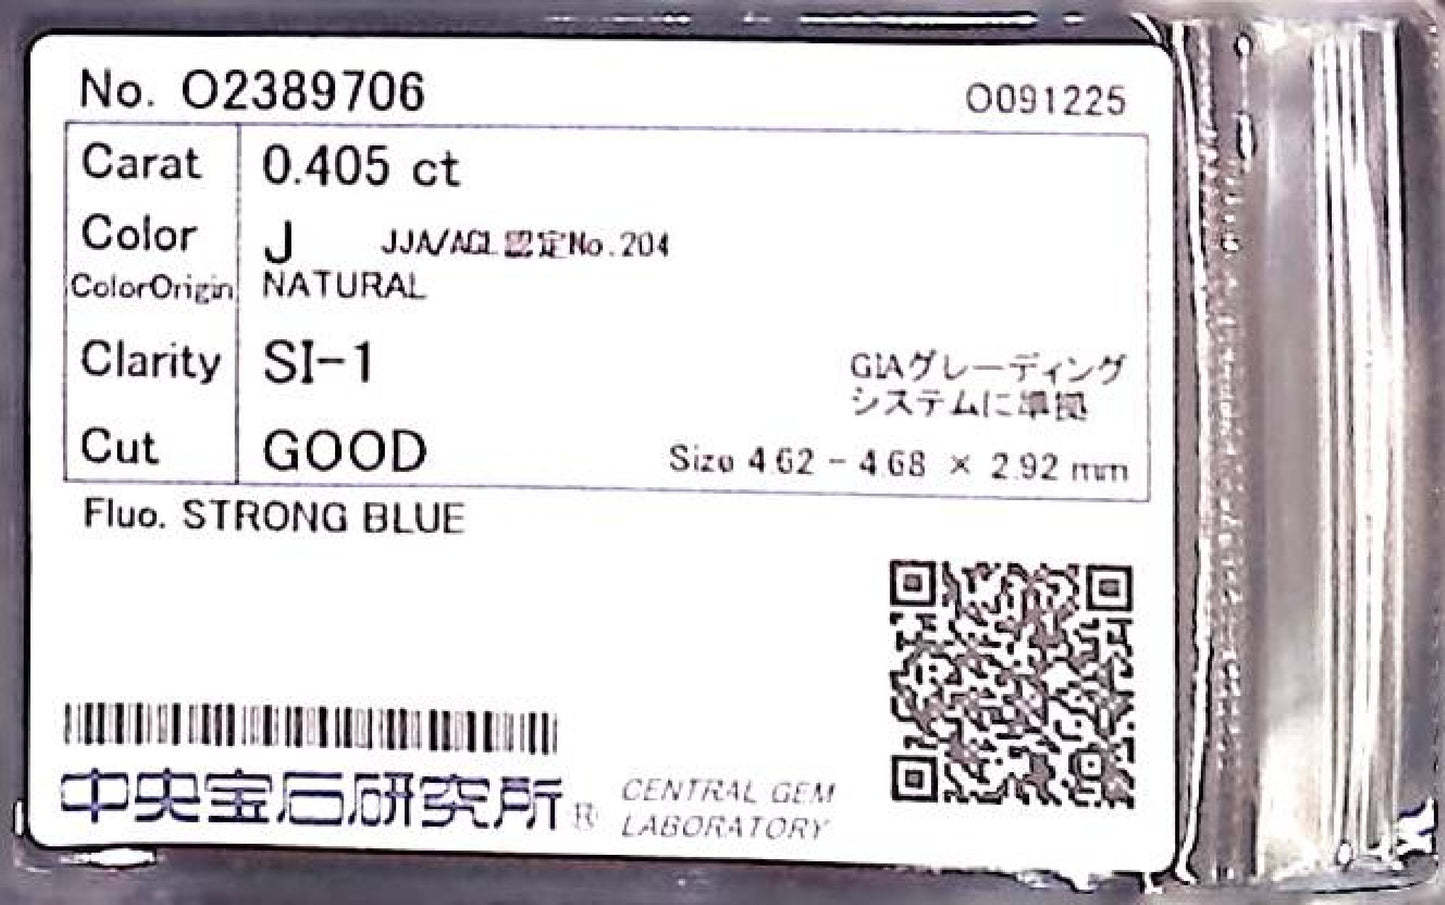 No. O2389706
O091225
Carat 0.405 ct
Color J JJA/AGL認定No.204
ColorOrigin NATURAL
Clarity SI-1
GIAグレーディング
システムに準拠
Cut GOOD
Size 4.62 - 4.68 × 2.92 mm
Fluo. STRONG BLUE
中央宝石研究所® CENTRAL GEM
LABORATORY